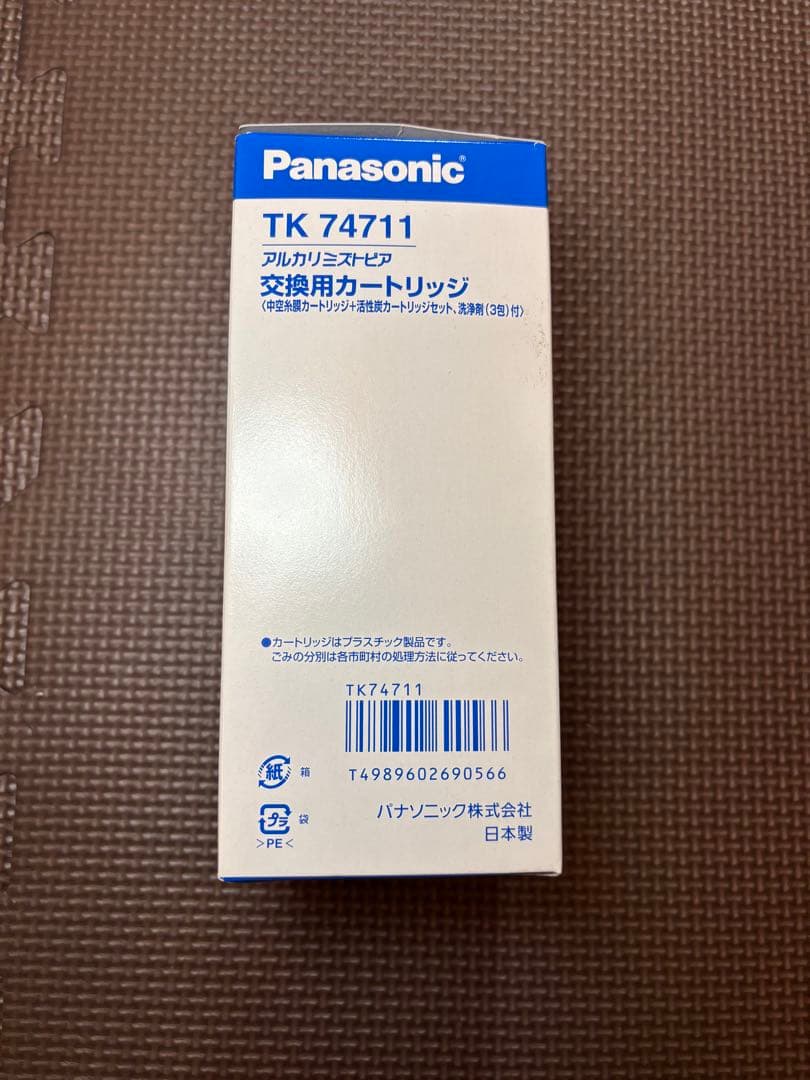 Panasonic®
TK 74711
アルカリミズトピア
交換用カートリッジ
〈中空糸膜カートリッジ+活性炭カートリッジセット、洗浄剤(3包)付〉
●カートリッジはプラスチック製品です。
ごみの分別は各市町村の処理方法に従ってください。
TK74711
T4989602690566
紙 箱
プラ 袋
>PE<
パナソニック株式会社
日本製